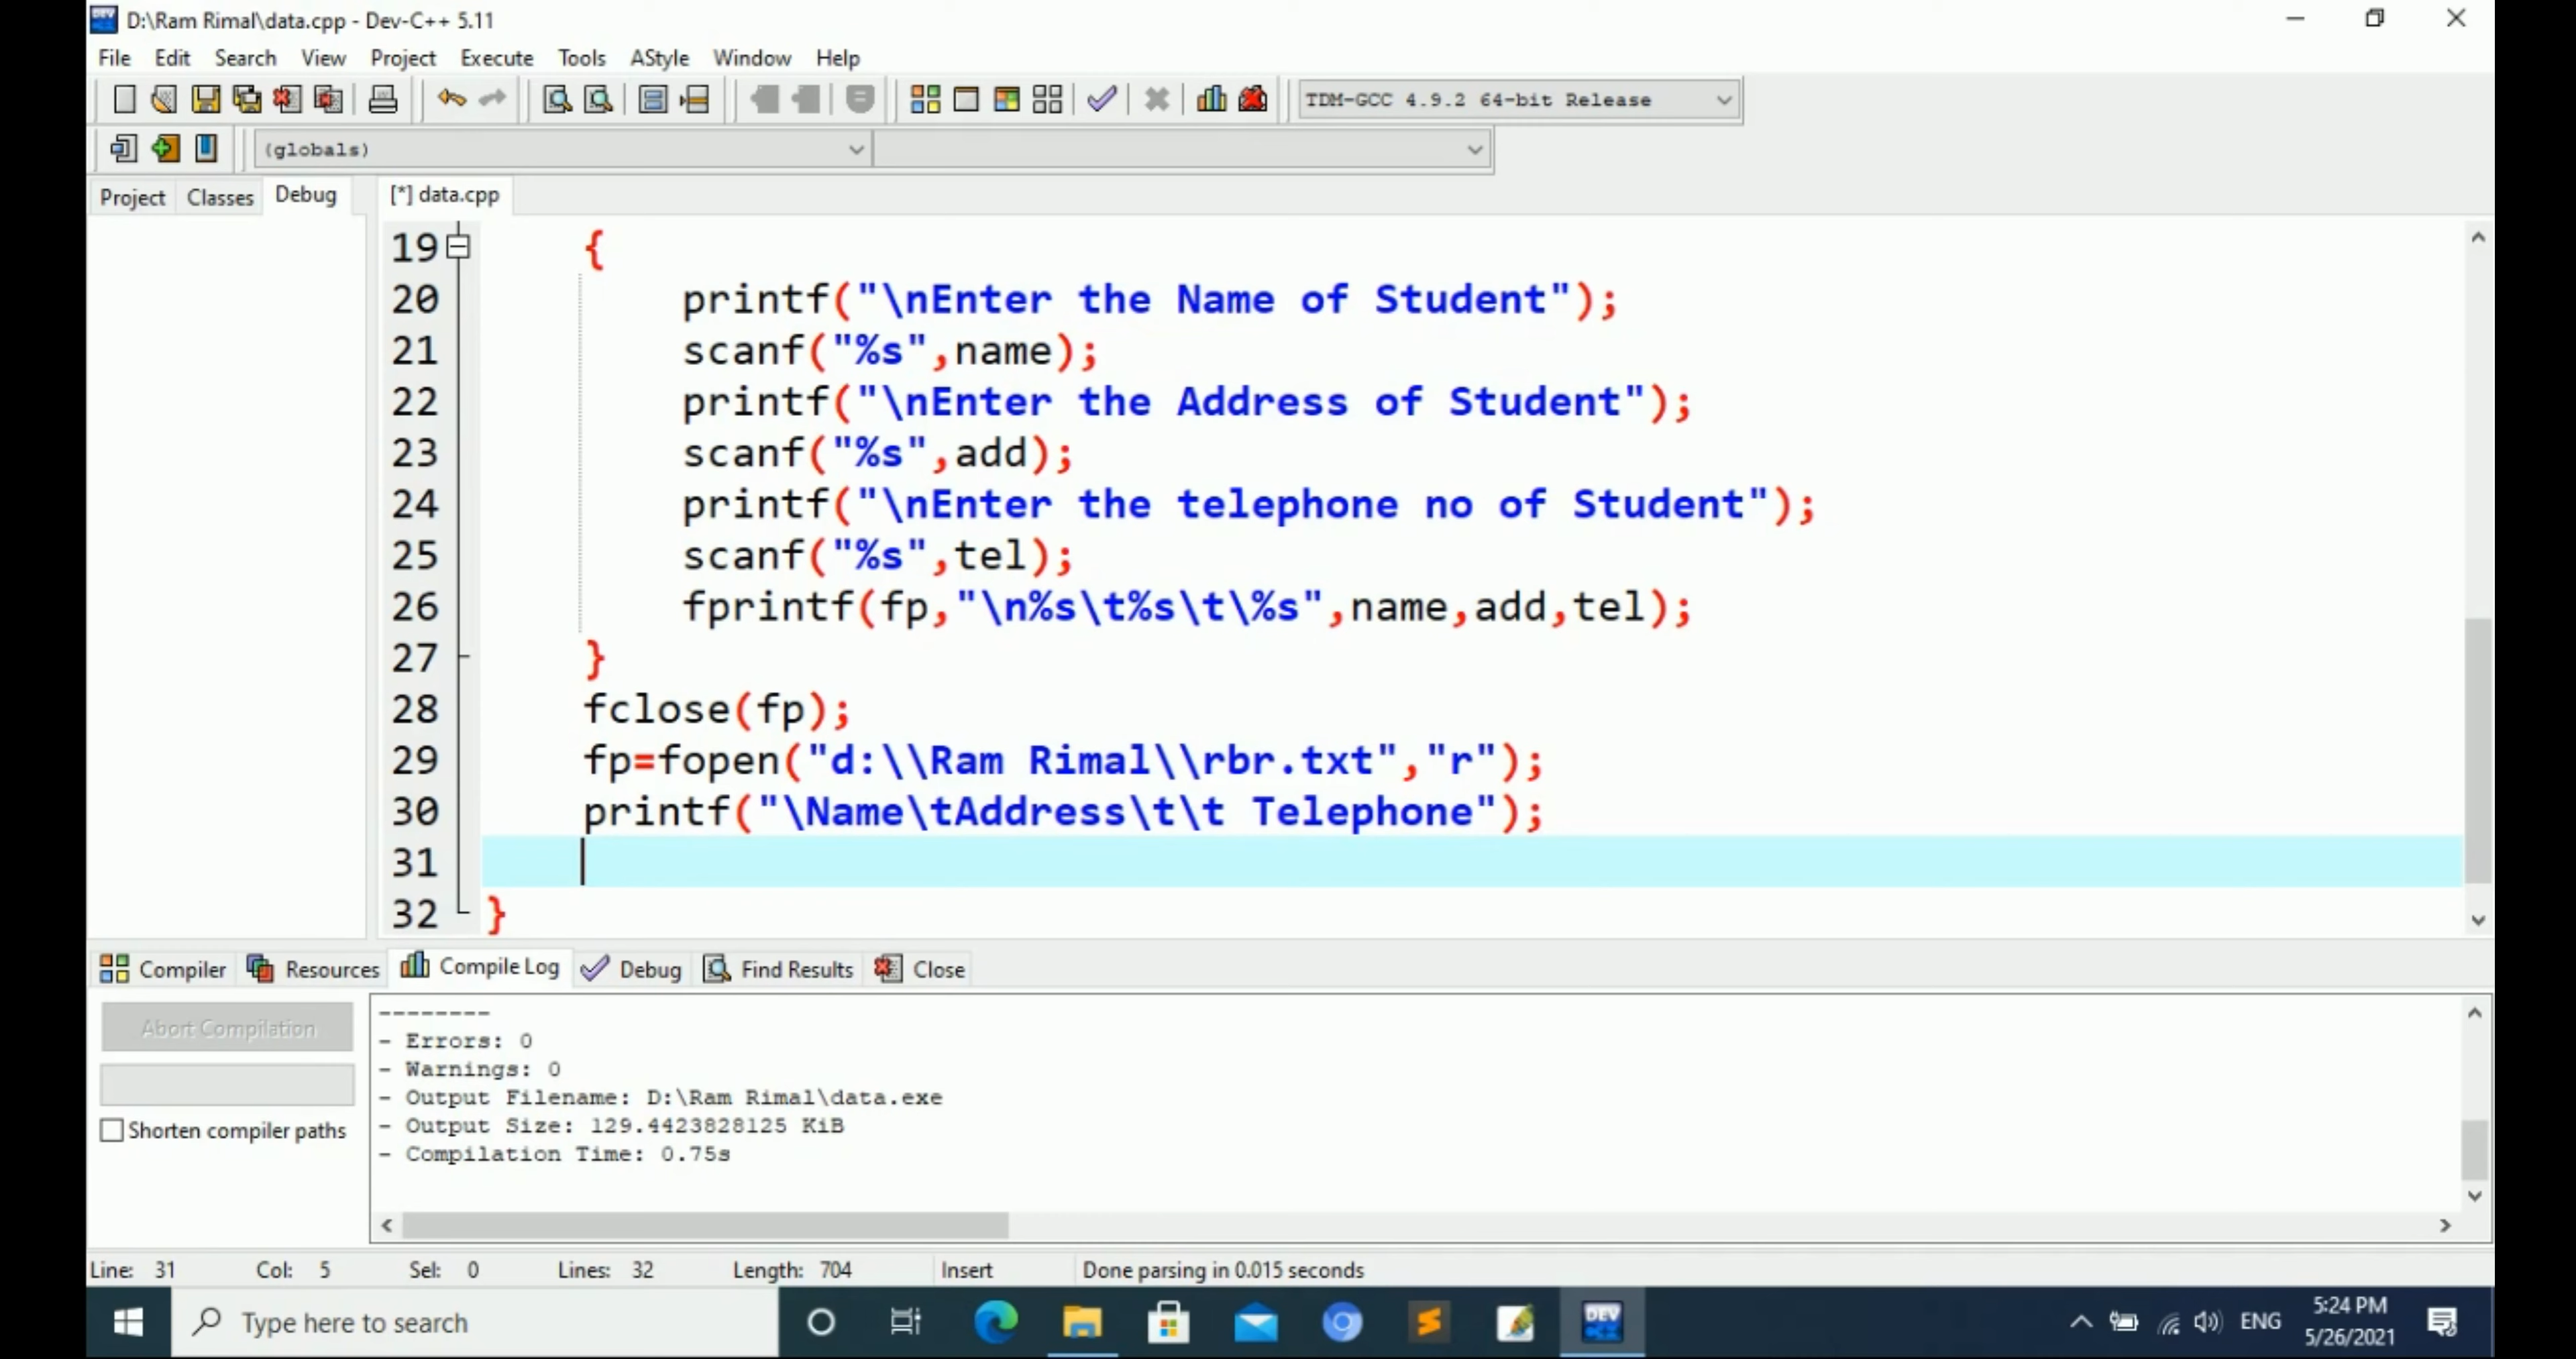 D:\Ram Rimal\data.cpp - Dev-C++ 5.11
File Edit Search View Project Execute Tools AStyle Window Help
TDM-GCC 4.9.2 64-bit Release
(globals)
Project Classes Debug [*] data.cpp
19 {
20 printf("\nEnter the Name of Student");
21 scanf("%s",name);
22 printf("\nEnter the Address of Student");
23 scanf("%s",add);
24 printf("\nEnter the telephone no of Student");
25 scanf("%s",tel);
26 fprintf(fp,"\n%s\t%s\t\%s",name,add,tel);
27 }
28 fclose(fp);
29 fp=fopen("d:\\Ram Rimal\\rbr.txt","r");
30 printf("\Name\tAddress\t\t Telephone");
31
32 }
Compiler Resources Compile Log Debug Find Results Close
Abort Compilation
Shorten compiler paths
--------
- Errors: 0
- Warnings: 0
- Output Filename: D:\Ram Rimal\data.exe
- Output Size: 129.4423828125 KiB
- Compilation Time: 0.75s
Line: 31 Col: 5 Sel: 0 Lines: 32 Length: 704 Insert Done parsing in 0.015 seconds
Type here to search
DEV
ENG
5:24 PM
5/26/2021